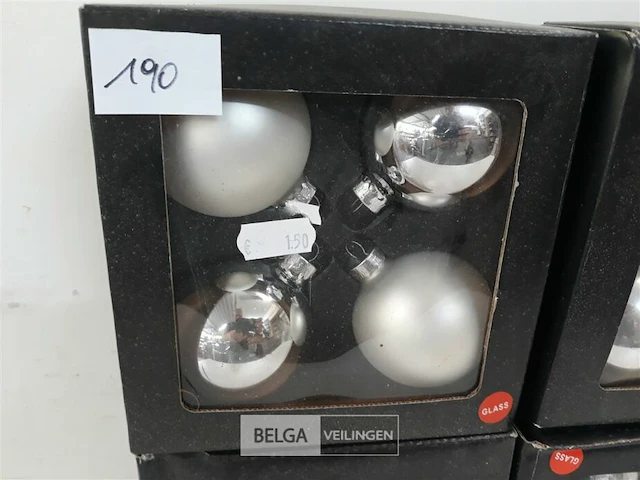 190
€ 1.50
GLASS
GLASS
BELGA VEILINGEN